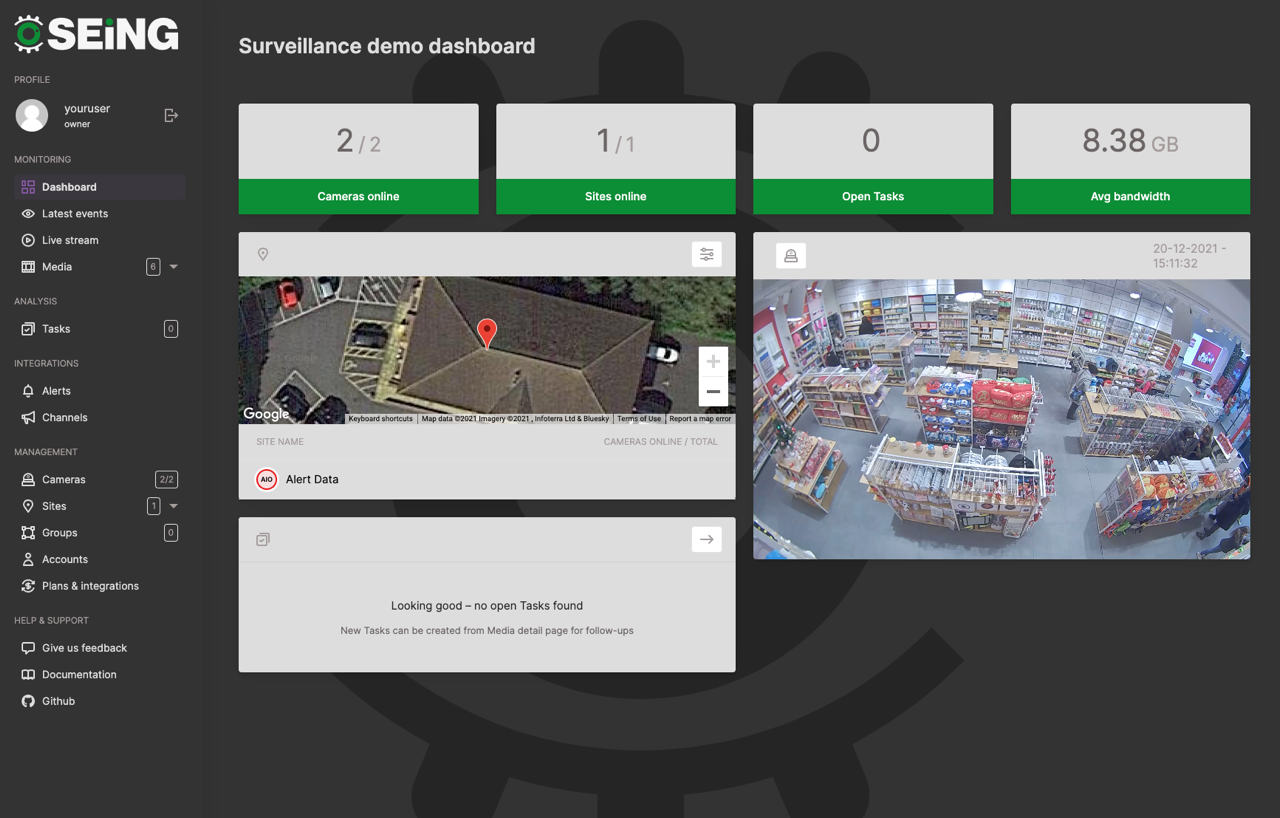 SEiNG
PROFILE
youruser
owner
MONITORING
Dashboard
Latest events
Live stream
Media 6
ANALYSIS
Tasks 0
INTEGRATIONS
Alerts
Channels
MANAGEMENT
Cameras 2/2
Sites 1
Groups 0
Accounts
Plans & integrations
HELP & SUPPORT
Give us feedback
Documentation
Github
Surveillance demo dashboard
2 / 2
Cameras online
1 / 1
Sites online
0
Open Tasks
8.38 GB
Avg bandwidth
Google
Keyboard shortcuts Map data ©2021 Imagery ©2021 , Infoterra Ltd & Bluesky Terms of Use Report a map error
SITE NAME CAMERAS ONLINE / TOTAL
AIO Alert Data
Looking good – no open Tasks found
New Tasks can be created from Media detail page for follow-ups
20-12-2021 -
15:11:32